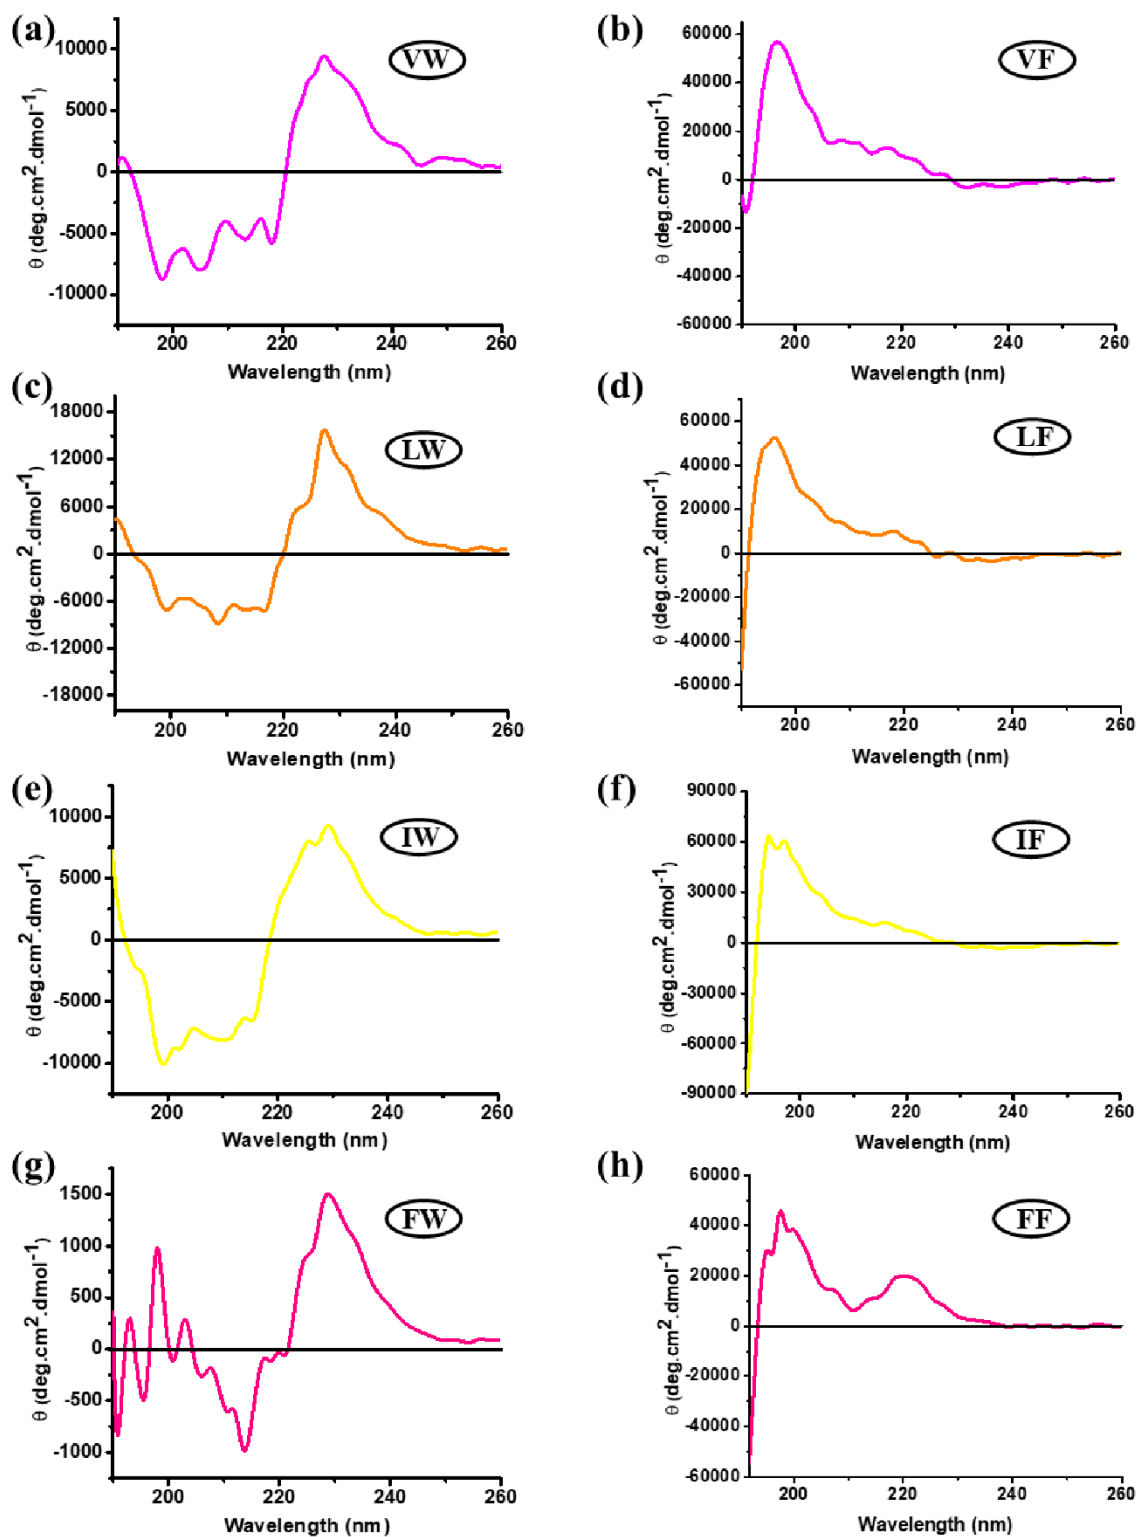 (a)
VW
10000
5000
0
-5000
-10000
θ (deg.cm².dmol⁻¹)
200 220 240 260
Wavelength (nm)
(b)
VF
60000
40000
20000
0
-20000
-40000
-60000
θ (deg.cm².dmol⁻¹)
200 220 240 260
Wavelength (nm)
(c)
LW
18000
12000
6000
0
-6000
-12000
-18000
θ (deg.cm².dmol⁻¹)
200 220 240 260
Wavelength (nm)
(d)
LF
60000
40000
20000
0
-20000
-40000
-60000
θ (deg.cm².dmol⁻¹)
200 220 240 260
Wavelength (nm)
(e)
IW
10000
5000
0
-5000
-10000
θ (deg.cm².dmol⁻¹)
200 220 240 260
Wavelength (nm)
(f)
IF
90000
60000
30000
0
-30000
-60000
-90000
θ (deg.cm².dmol⁻¹)
200 220 240 260
Wavelength (nm)
(g)
FW
1500
1000
500
0
-500
-1000
θ (deg.cm².dmol⁻¹)
200 220 240 260
Wavelength (nm)
(h)
FF
60000
40000
20000
0
-20000
-40000
-60000
θ (deg.cm².dmol⁻¹)
200 220 240 260
Wavelength (nm)